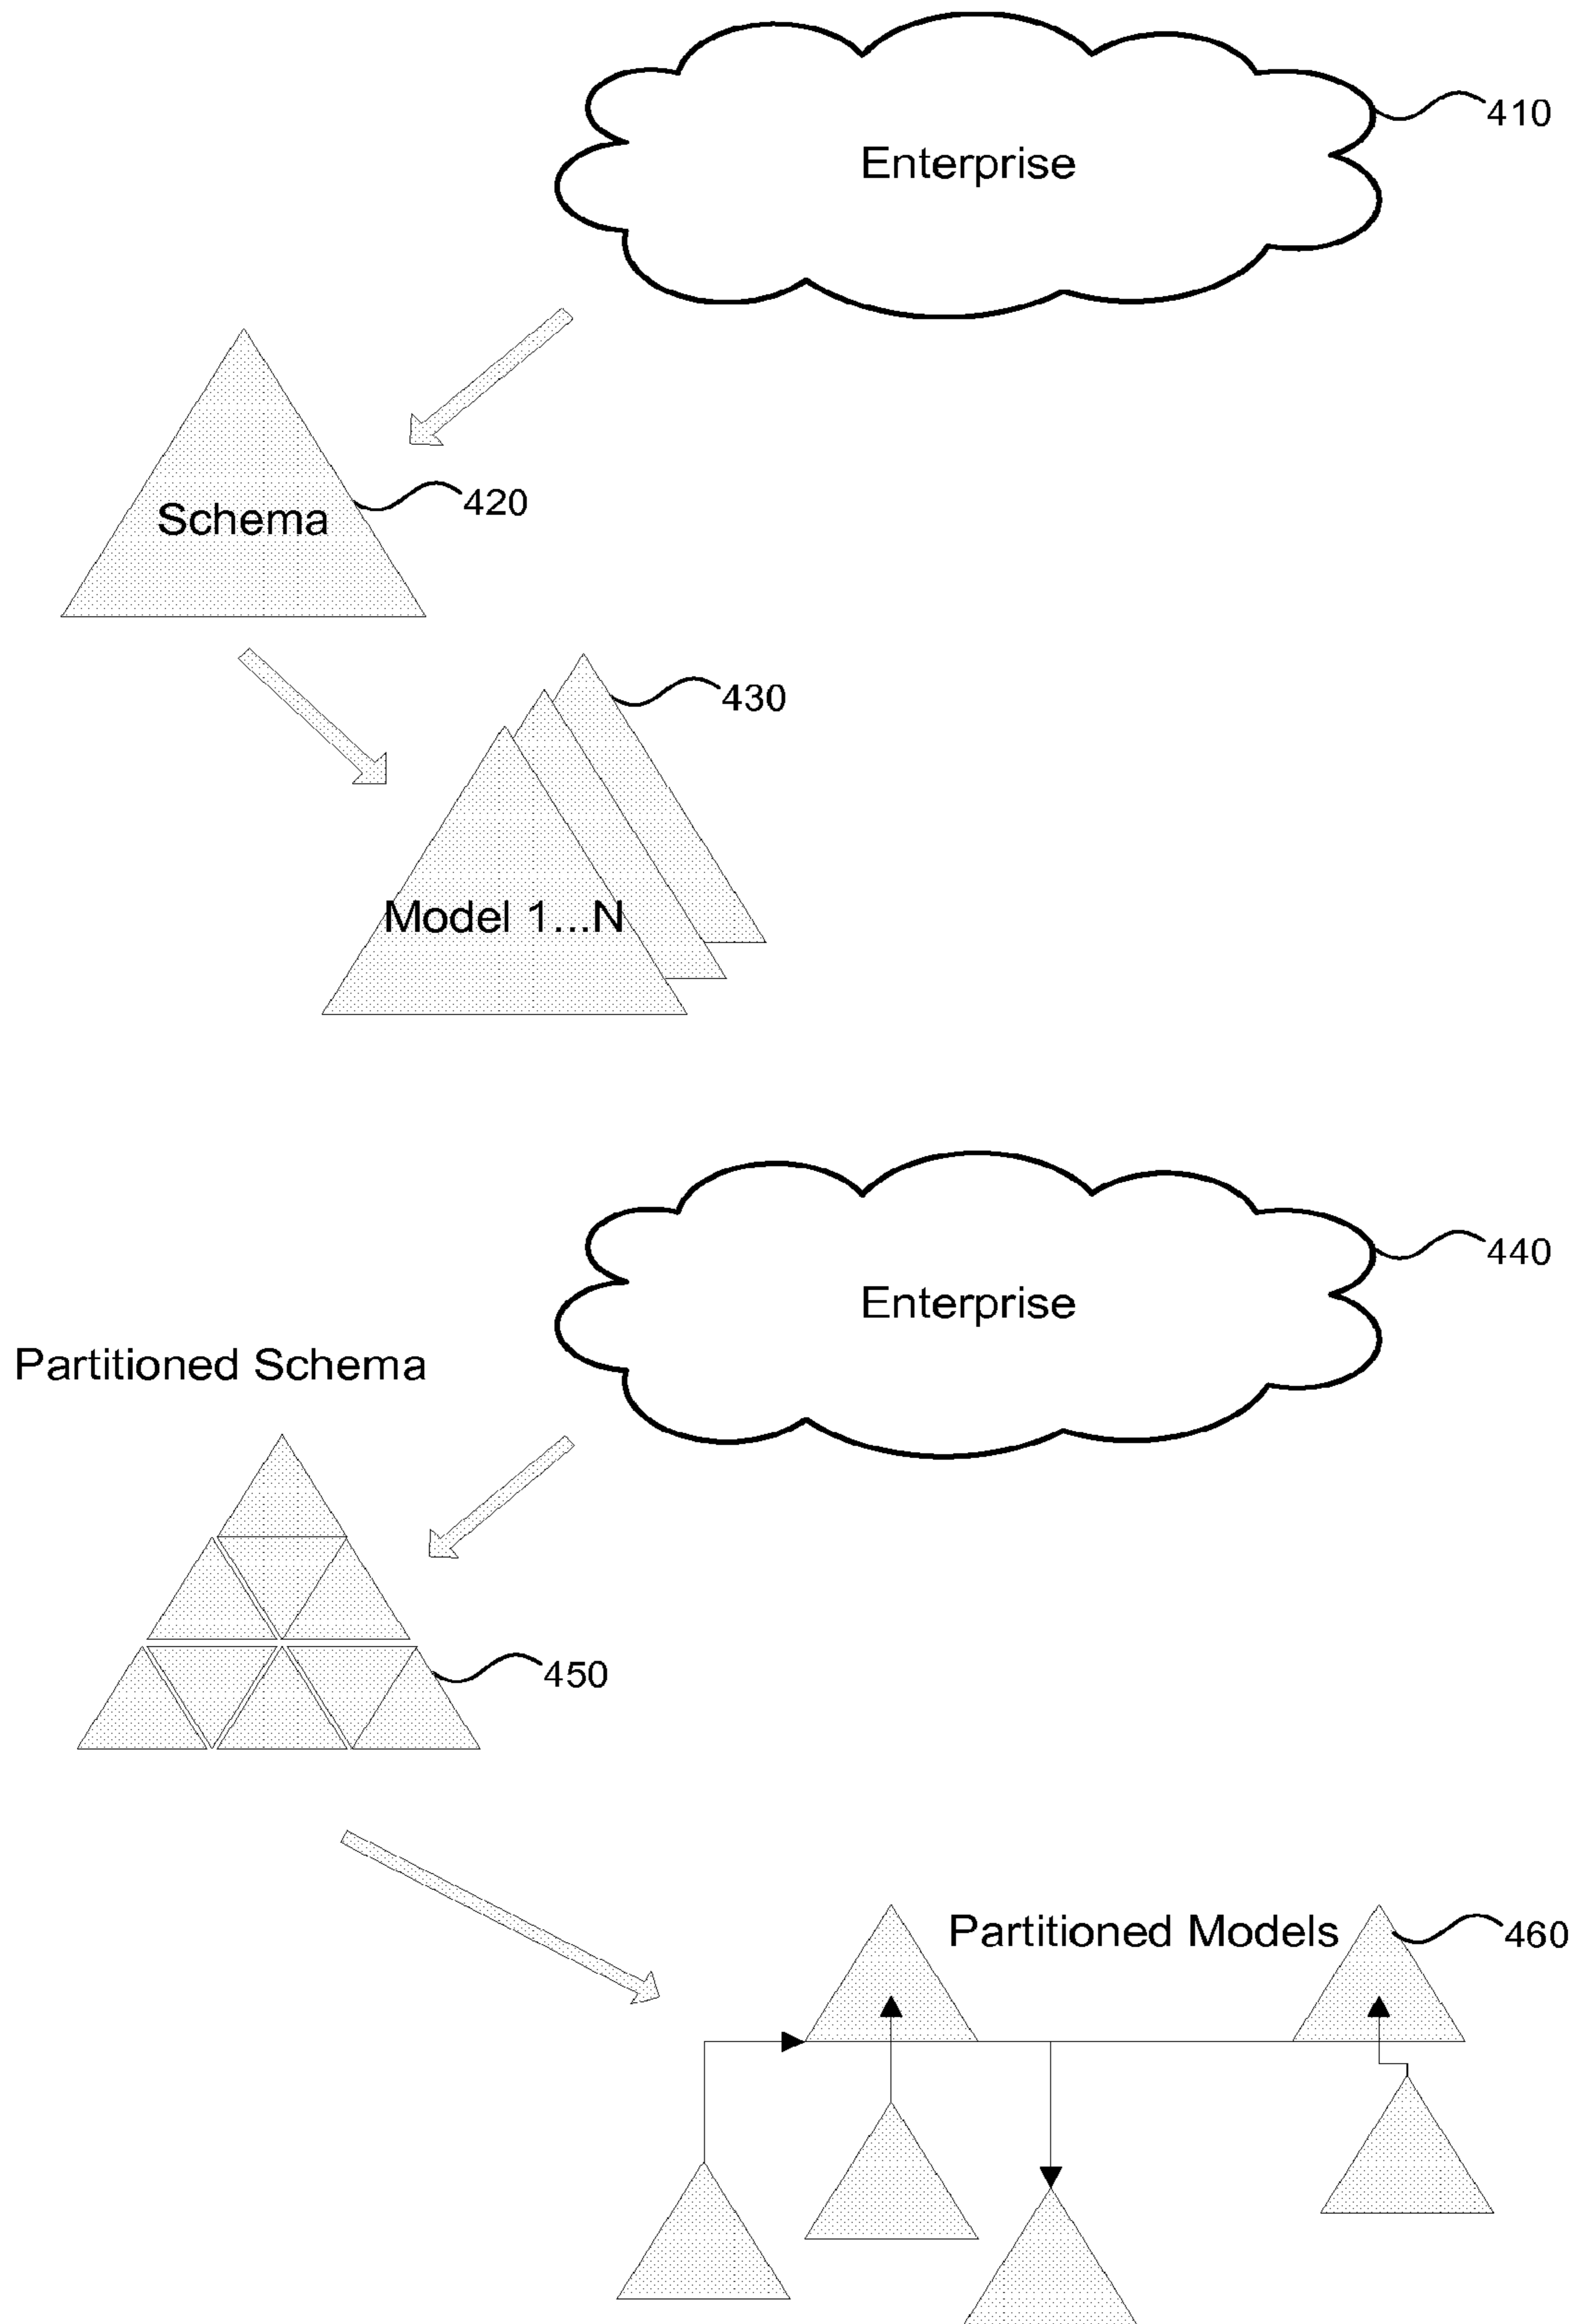 410
Enterprise
Schema
420
430
Model 1...N
440
Enterprise
Partitioned Schema
450
Partitioned Models
460